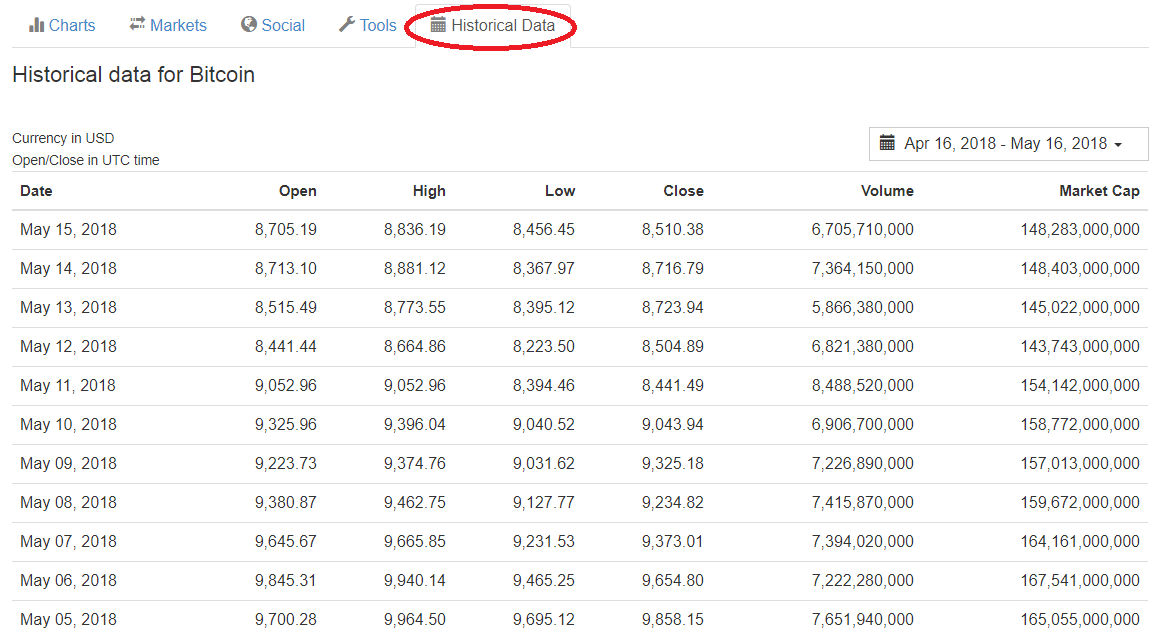 Charts Markets Social Tools Historical Data
Historical data for Bitcoin
Currency in USD
Apr 16, 2018 - May 16, 2018
Open/Close in UTC time
Date Open High Low Close Volume Market Cap
May 15, 2018 8,705.19 8,836.19 8,456.45 8,510.38 6,705,710,000 148,283,000,000
May 14, 2018 8,713.10 8,881.12 8,367.97 8,716.79 7,364,150,000 148,403,000,000
May 13, 2018 8,515.49 8,773.55 8,395.12 8,723.94 5,866,380,000 145,022,000,000
May 12, 2018 8,441.44 8,664.86 8,223.50 8,504.89 6,821,380,000 143,743,000,000
May 11, 2018 9,052.96 9,052.96 8,394.46 8,441.49 8,488,520,000 154,142,000,000
May 10, 2018 9,325.96 9,396.04 9,040.52 9,043.94 6,906,700,000 158,772,000,000
May 09, 2018 9,223.73 9,374.76 9,031.62 9,325.18 7,226,890,000 157,013,000,000
May 08, 2018 9,380.87 9,462.75 9,127.77 9,234.82 7,415,870,000 159,672,000,000
May 07, 2018 9,645.67 9,665.85 9,231.53 9,373.01 7,394,020,000 164,161,000,000
May 06, 2018 9,845.31 9,940.14 9,465.25 9,654.80 7,222,280,000 167,541,000,000
May 05, 2018 9,700.28 9,964.50 9,695.12 9,858.15 7,651,940,000 165,055,000,000